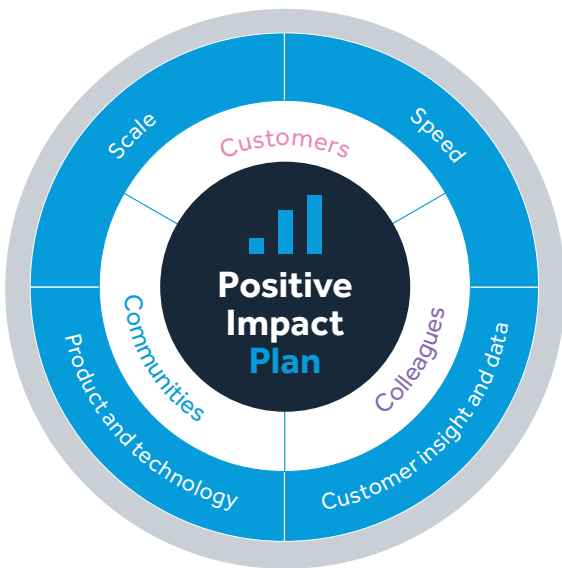 Scale
Speed
Customers
Positive
Impact
Plan
Communities
Colleagues
Product and technology
Customer insight and data